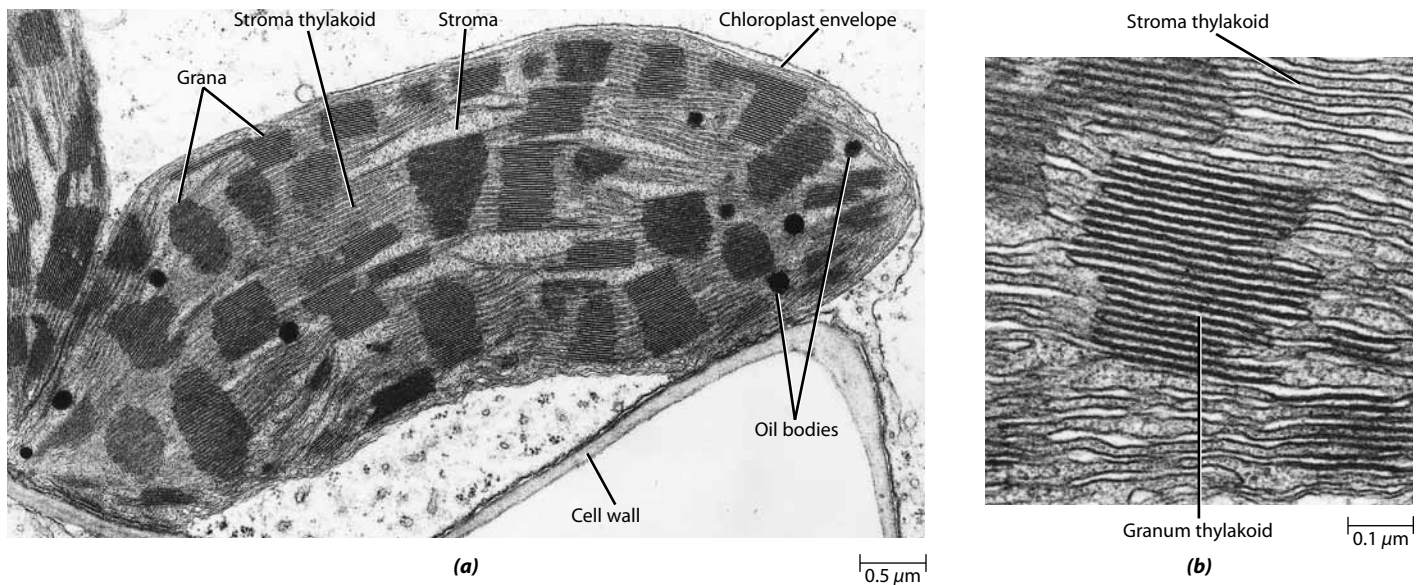 Stroma thylakoid
Stroma
Chloroplast envelope
Grana
Oil bodies
Cell wall
(a)
0.5 μm
Stroma thylakoid
Granum thylakoid
0.1 μm
(b)